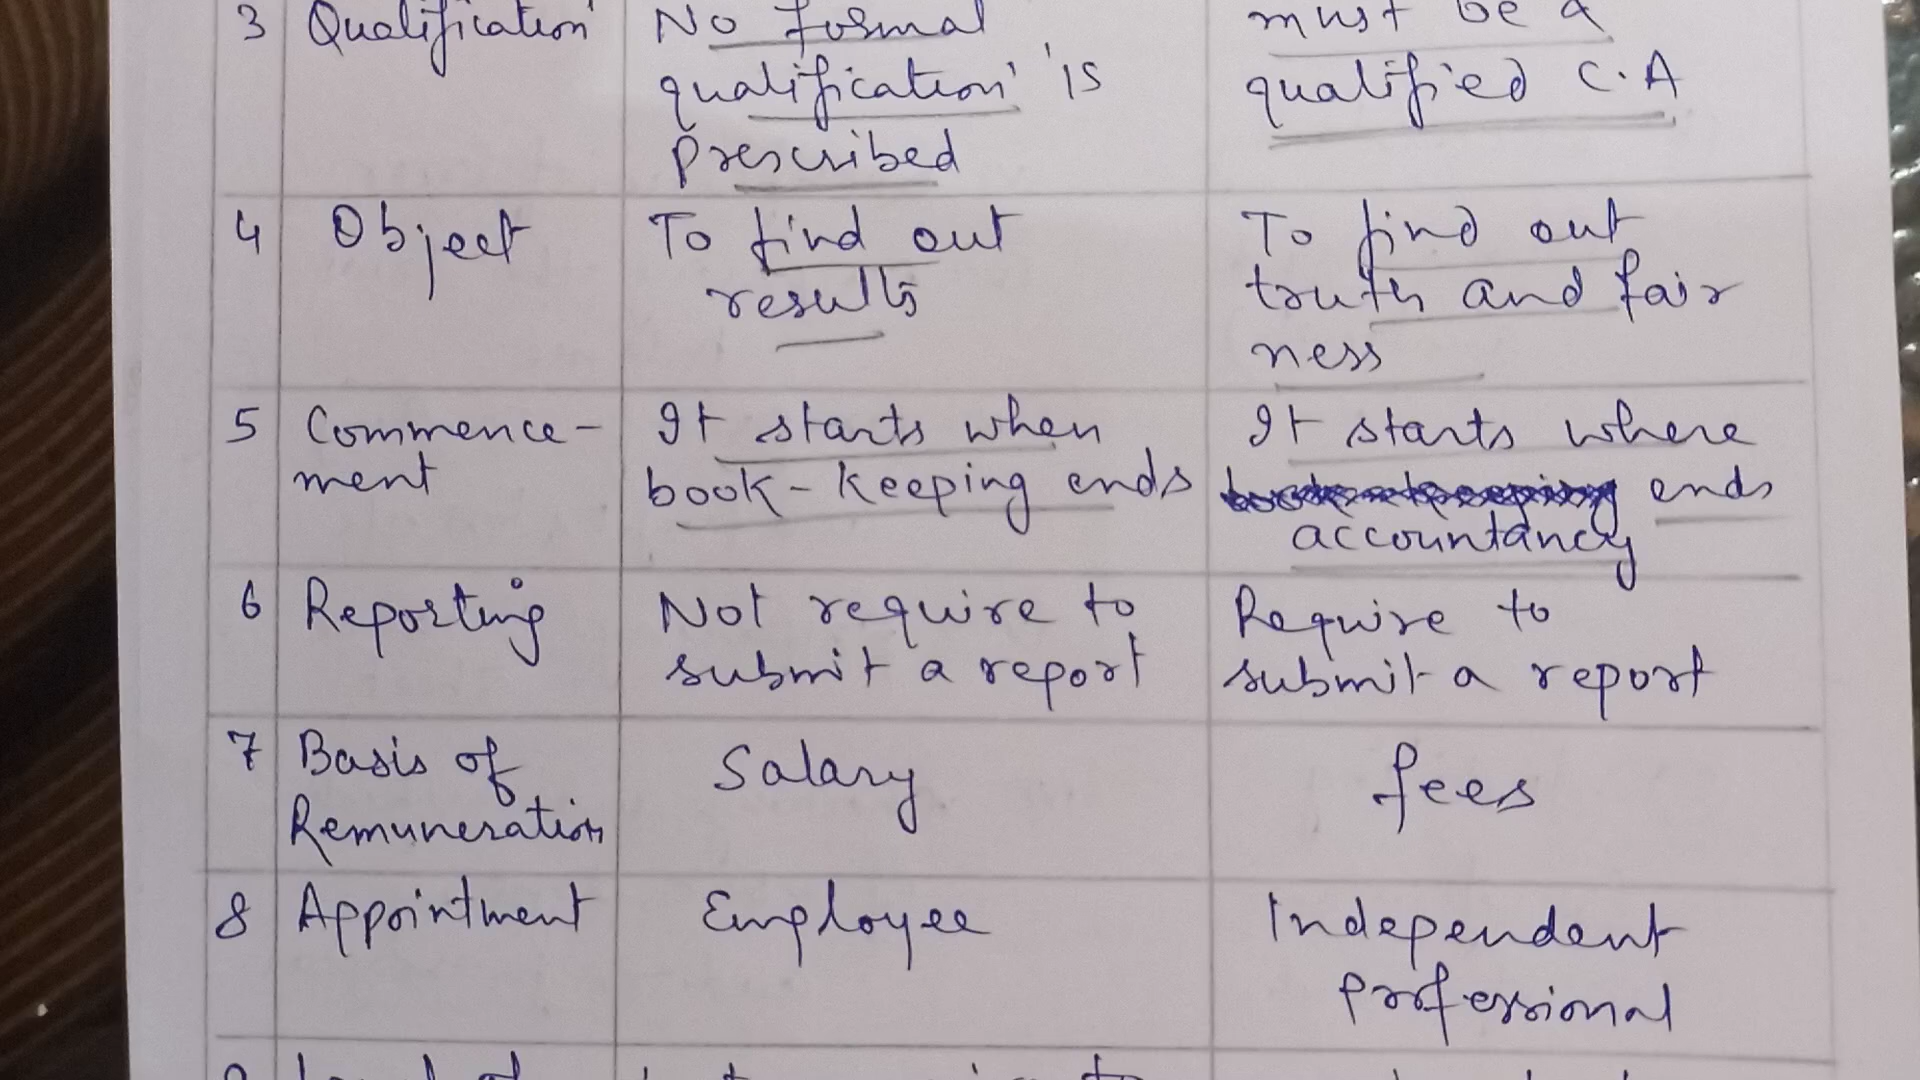 3 Qualification No formal must be a
qualification is qualified C.A
prescribed
4 Object To find out To find out
results truth and fair
ness
5 Commence- It starts when It starts where
ment book-keeping ends ends
accountancy
6 Reporting Not require to Require to
submit a report submit a report
7 Basis of Salary fees
Remuneration
8 Appointment Employee Independent
professional